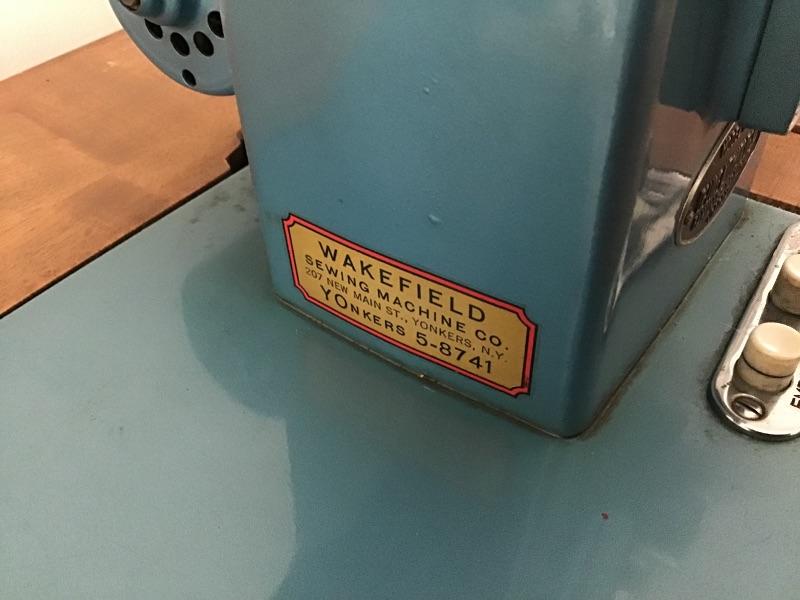 WAKEFIELD
SEWING MACHINE CO.
207 NEW MAIN ST., YONKERS, N.Y.
YONKERS 5-8741